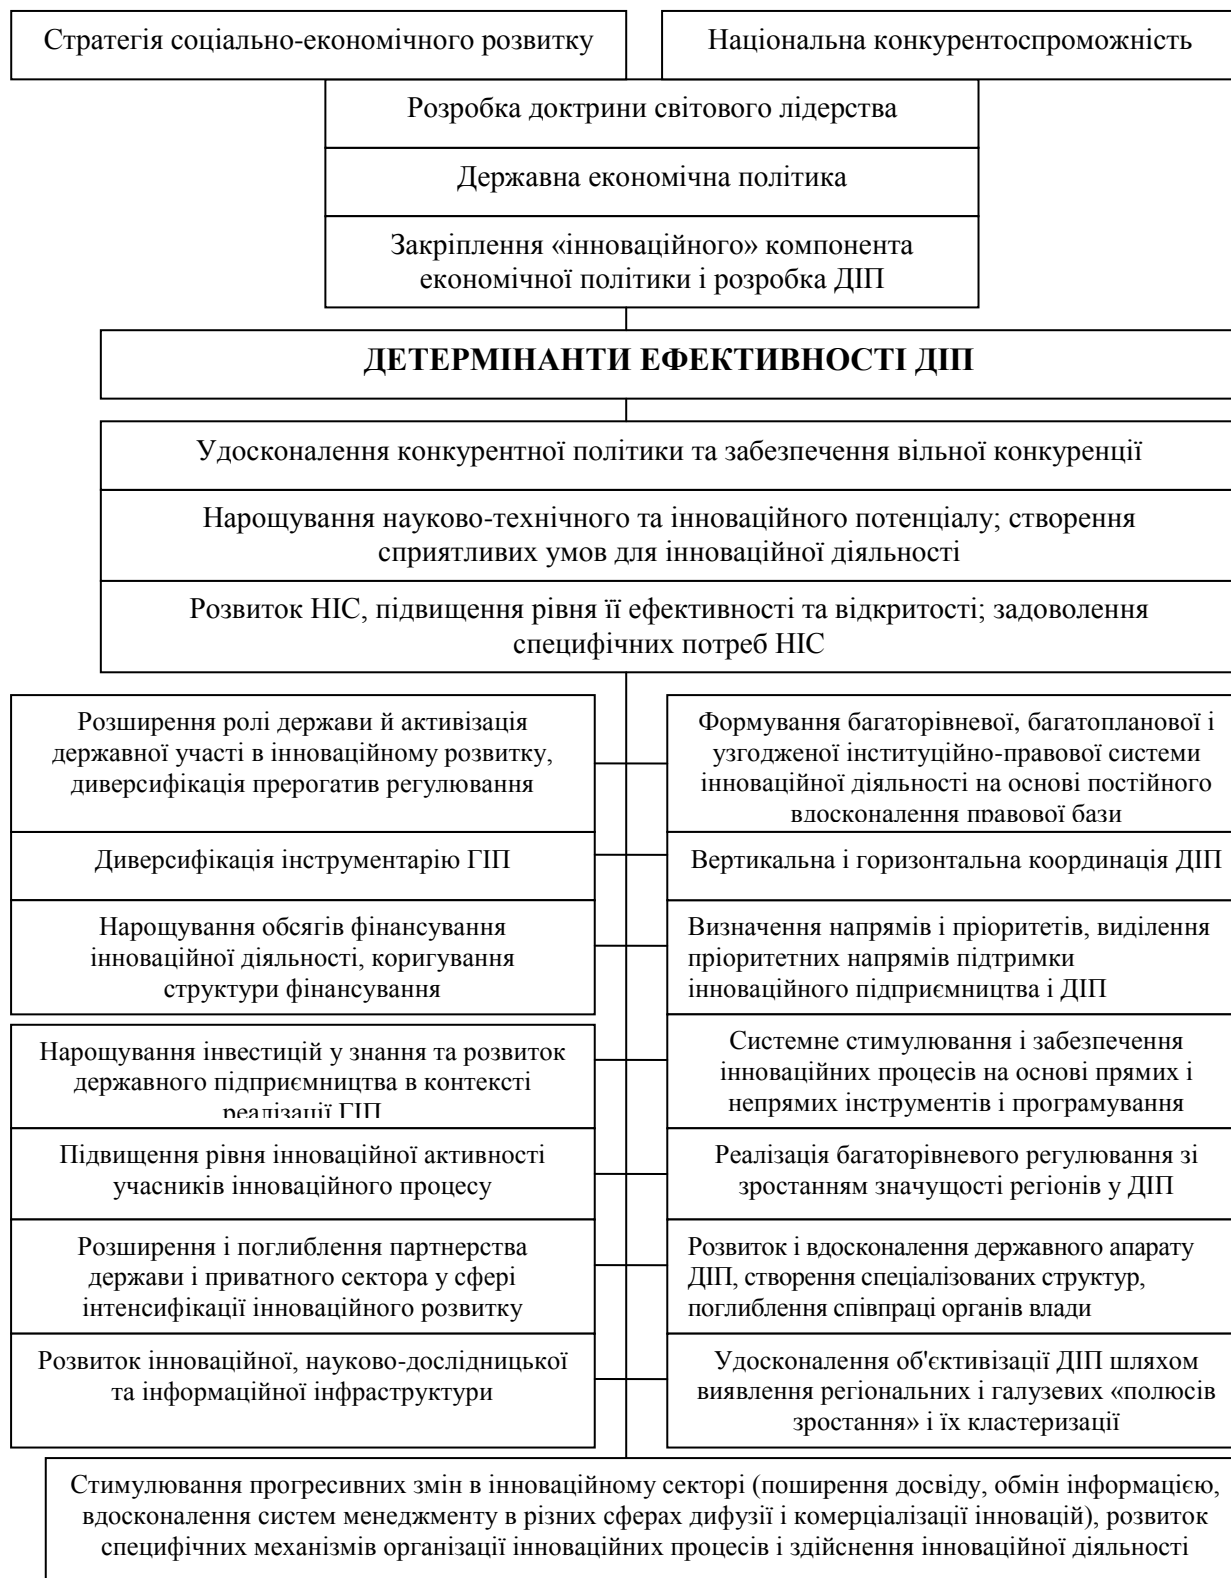 Стратегія соціально-економічного розвитку
Національна конкурентоспроможність
Розробка доктрини світового лідерства
Державна економічна політика
Закріплення «інноваційного» компонента
економічної політики і розробка ДІП
ДЕТЕРМІНАНТИ ЕФЕКТИВНОСТІ ДІП
Удосконалення конкурентної політики та забезпечення вільної конкуренції
Нарощування науково-технічного та інноваційного потенціалу; створення
сприятливих умов для інноваційної діяльності
Розвиток НІС, підвищення рівня її ефективності та відкритості; задоволення
специфічних потреб НІС
Розширення ролі держави й активізація
державної участі в інноваційному розвитку,
диверсифікація прерогатив регулювання
Формування багаторівневої, багатопланової і
узгодженої інституційно-правової системи
інноваційної діяльності на основі постійного
вдосконалення правової бази
Диверсифікація інструментарію ГІП
Вертикальна і горизонтальна координація ДІП
Нарощування обсягів фінансування
інноваційної діяльності, коригування
структури фінансування
Визначення напрямів і пріоритетів, виділення
пріоритетних напрямів підтримки
інноваційного підприємництва і ДІП
Нарощування інвестицій у знання та розвиток
державного підприємництва в контексті
реалізації ГІП
Системне стимулювання і забезпечення
інноваційних процесів на основі прямих і
непрямих інструментів і програмування
Підвищення рівня інноваційної активності
учасників інноваційного процесу
Реалізація багаторівневого регулювання зі
зростанням значущості регіонів у ДІП
Розширення і поглиблення партнерства
держави і приватного сектора у сфері
інтенсифікації інноваційного розвитку
Розвиток і вдосконалення державного апарату
ДІП, створення спеціалізованих структур,
поглиблення співпраці органів влади
Розвиток інноваційної, науково-дослідницької
та інформаційної інфраструктури
Удосконалення об'єктивізації ДІП шляхом
виявлення регіональних і галузевих «полюсів
зростання» і їх кластеризації
Стимулювання прогресивних змін в інноваційному секторі (поширення досвіду, обмін інформацією,
вдосконалення систем менеджменту в різних сферах дифузії і комерціалізації інновацій), розвиток
специфічних механізмів організації інноваційних процесів і здійснення інноваційної діяльності